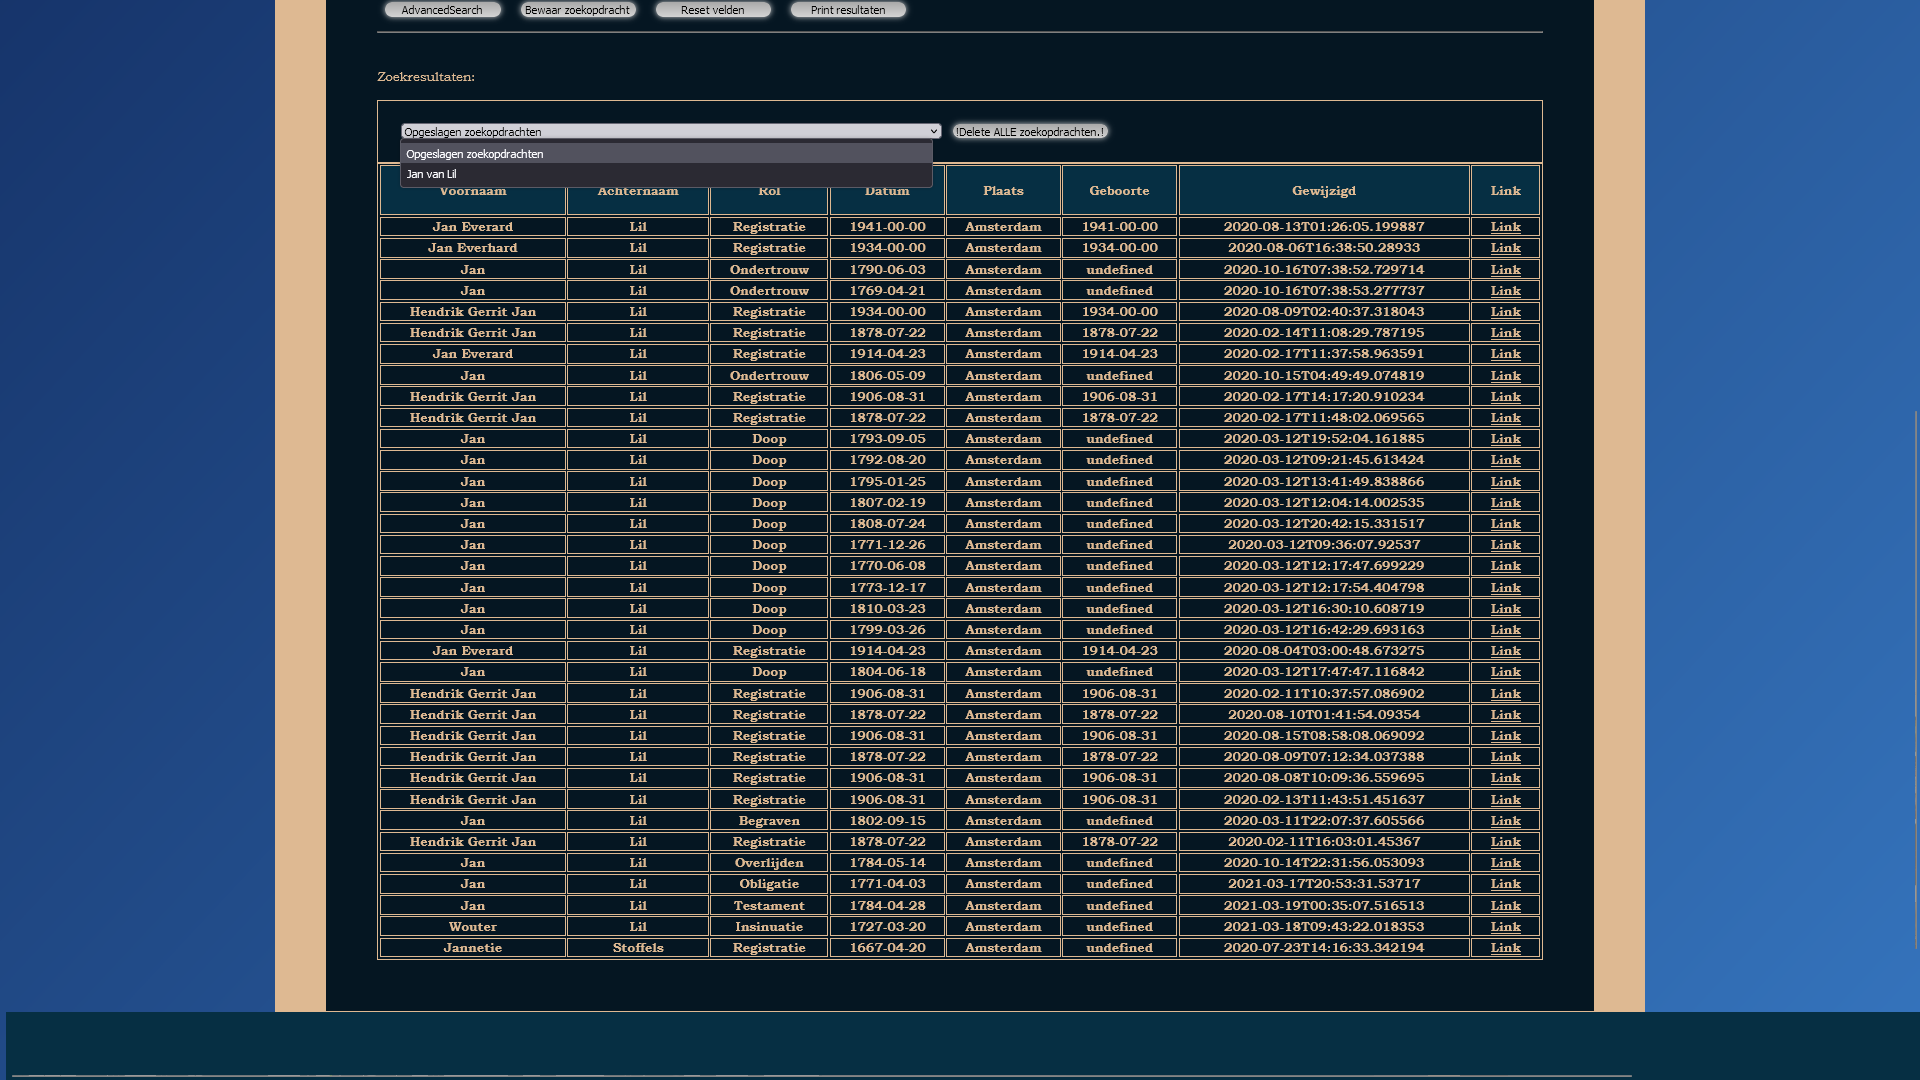 AdvancedSearch Bewaar zoekopdracht Reset velden Print resultaten
Zoekresultaten:
Opgeslagen zoekopdrachten !Delete ALLE zoekopdrachten.!
Opgeslagen zoekopdrachten
Jan van Lil
Voornaam Achternaam Rol Datum Plaats Geboorte Gewijzigd Link
Jan Everard Lil Registratie 1941-00-00 Amsterdam 1941-00-00 2020-08-13T01:26:05.199887 Link
Jan Everhard Lil Registratie 1934-00-00 Amsterdam 1934-00-00 2020-08-06T16:38:50.28933 Link
Jan Lil Ondertrouw 1790-06-03 Amsterdam undefined 2020-10-16T07:38:52.729714 Link
Jan Lil Ondertrouw 1769-04-21 Amsterdam undefined 2020-10-16T07:38:53.277737 Link
Hendrik Gerrit Jan Lil Registratie 1934-00-00 Amsterdam 1934-00-00 2020-08-09T02:40:37.318043 Link
Hendrik Gerrit Jan Lil Registratie 1878-07-22 Amsterdam 1878-07-22 2020-02-14T11:08:29.787195 Link
Jan Everard Lil Registratie 1914-04-23 Amsterdam 1914-04-23 2020-02-17T11:37:58.963591 Link
Jan Lil Ondertrouw 1806-05-09 Amsterdam undefined 2020-10-15T04:49:49.074819 Link
Hendrik Gerrit Jan Lil Registratie 1906-08-31 Amsterdam 1906-08-31 2020-02-17T14:17:20.910234 Link
Hendrik Gerrit Jan Lil Registratie 1878-07-22 Amsterdam 1878-07-22 2020-02-17T11:48:02.069565 Link
Jan Lil Doop 1793-09-05 Amsterdam undefined 2020-03-12T19:52:04.161885 Link
Jan Lil Doop 1792-08-20 Amsterdam undefined 2020-03-12T09:21:45.613424 Link
Jan Lil Doop 1795-01-25 Amsterdam undefined 2020-03-12T13:41:49.838866 Link
Jan Lil Doop 1807-02-19 Amsterdam undefined 2020-03-12T12:04:14.002535 Link
Jan Lil Doop 1808-07-24 Amsterdam undefined 2020-03-12T20:42:15.331517 Link
Jan Lil Doop 1771-12-26 Amsterdam undefined 2020-03-12T09:36:07.92537 Link
Jan Lil Doop 1770-06-08 Amsterdam undefined 2020-03-12T12:17:47.699229 Link
Jan Lil Doop 1773-12-17 Amsterdam undefined 2020-03-12T12:17:54.404798 Link
Jan Lil Doop 1810-03-23 Amsterdam undefined 2020-03-12T16:30:10.608719 Link
Jan Lil Doop 1799-03-26 Amsterdam undefined 2020-03-12T16:42:29.693163 Link
Jan Everard Lil Registratie 1914-04-23 Amsterdam 1914-04-23 2020-08-04T03:00:48.673275 Link
Jan Lil Doop 1804-06-18 Amsterdam undefined 2020-03-12T17:47:47.116842 Link
Hendrik Gerrit Jan Lil Registratie 1906-08-31 Amsterdam 1906-08-31 2020-02-11T10:37:57.086902 Link
Hendrik Gerrit Jan Lil Registratie 1878-07-22 Amsterdam 1878-07-22 2020-08-10T01:41:54.09354 Link
Hendrik Gerrit Jan Lil Registratie 1906-08-31 Amsterdam 1906-08-31 2020-08-15T08:58:08.069092 Link
Hendrik Gerrit Jan Lil Registratie 1878-07-22 Amsterdam 1878-07-22 2020-08-09T07:12:34.037388 Link
Hendrik Gerrit Jan Lil Registratie 1906-08-31 Amsterdam 1906-08-31 2020-08-08T10:09:36.559695 Link
Hendrik Gerrit Jan Lil Registratie 1906-08-31 Amsterdam 1906-08-31 2020-02-13T11:43:51.451637 Link
Jan Lil Begraven 1802-09-15 Amsterdam undefined 2020-03-11T22:07:37.605566 Link
Hendrik Gerrit Jan Lil Registratie 1878-07-22 Amsterdam 1878-07-22 2020-02-11T16:03:01.45367 Link
Jan Lil Overlijden 1784-05-14 Amsterdam undefined 2020-10-14T22:31:56.053093 Link
Jan Lil Obligatie 1771-04-03 Amsterdam undefined 2021-03-17T20:53:31.53717 Link
Jan Lil Testament 1784-04-28 Amsterdam undefined 2021-03-19T00:35:07.516513 Link
Wouter Lil Insinuatie 1727-03-20 Amsterdam undefined 2021-03-18T09:43:22.018353 Link
Jannetie Stoffels Registratie 1667-04-20 Amsterdam undefined 2020-07-23T14:16:33.342194 Link